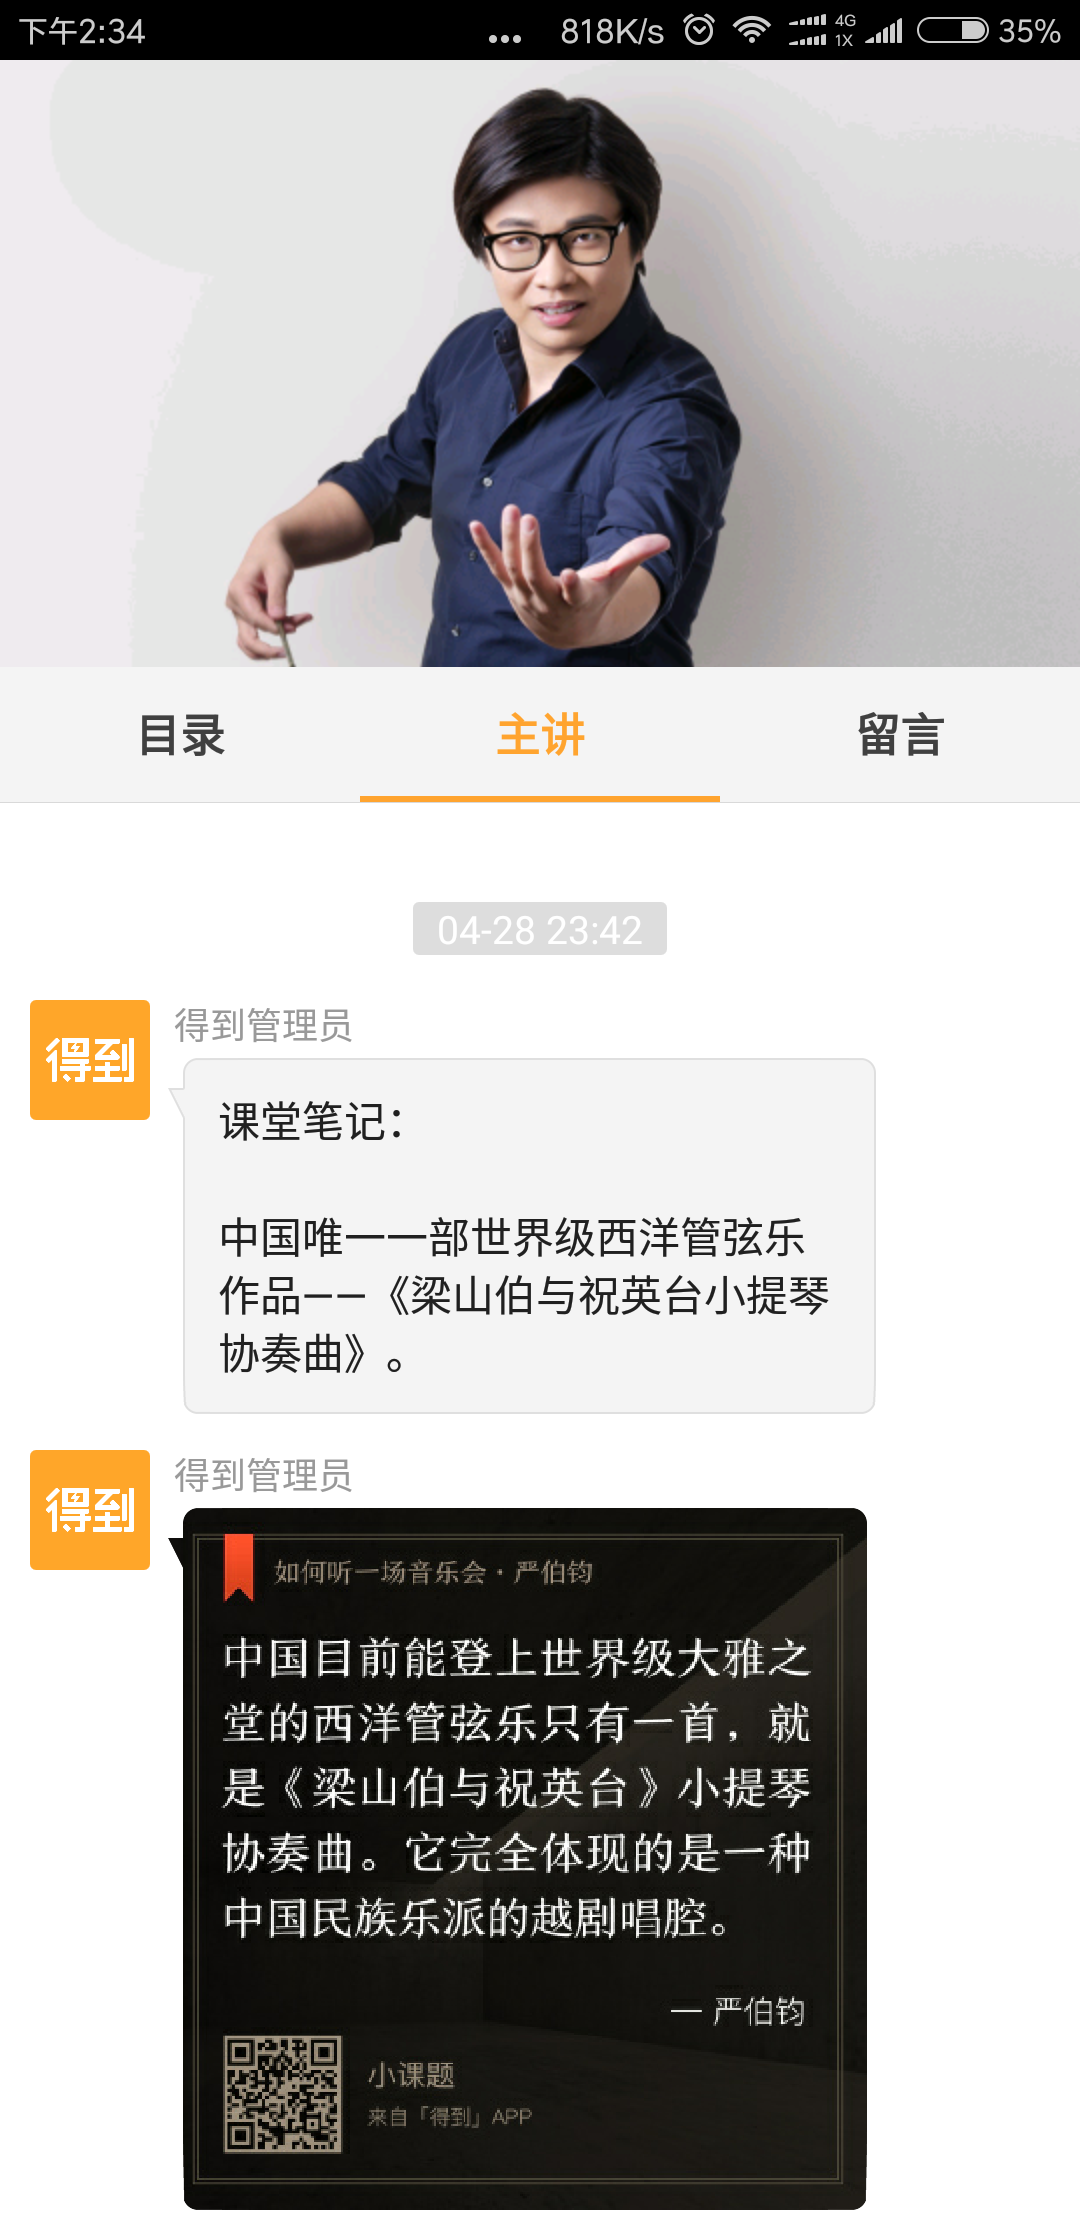 下午2:34
... 818K/s 4G 1X 35%
目录 主讲 留言
04-28 23:42
得到
得到管理员
课堂笔记：
中国唯一一部世界级西洋管弦乐
作品——《梁山伯与祝英台小提琴
协奏曲》。
得到
得到管理员
如何听一场音乐会·严伯钧
中国目前能登上世界级大雅之
堂的西洋管弦乐只有一首，就
是《梁山伯与祝英台》小提琴
协奏曲。它完全体现的是一种
中国民族乐派的越剧唱腔。
— 严伯钧
小课题
来自「得到」APP